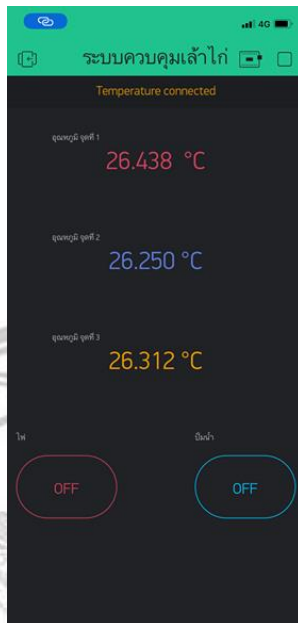 4G
ระบบควบคุมเล้าไก่
Temperature connected
อุณหภูมิ จุดที่ 1
26.438 °C
อุณหภูมิ จุดที่ 2
26.250 °C
อุณหภูมิ จุดที่ 3
26.312 °C
ไฟ ปั๊มน้ำ
OFF OFF